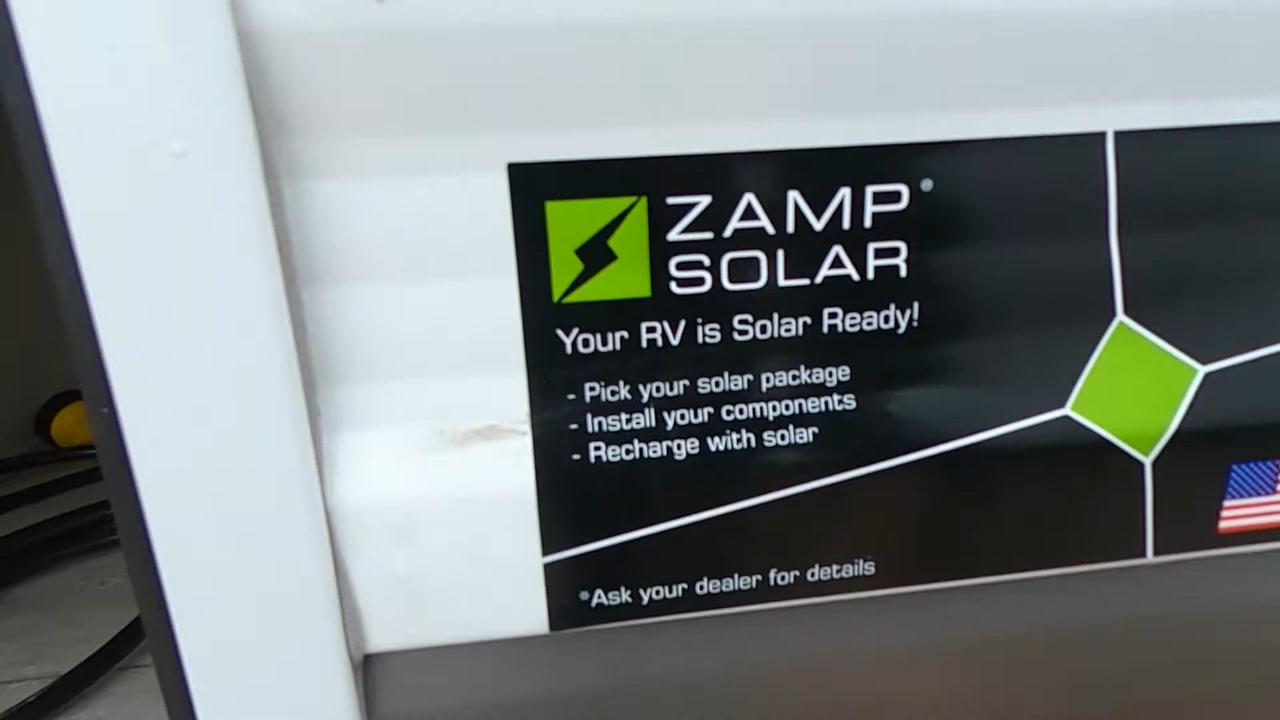 ZAMP®
SOLAR
Your RV is Solar Ready!
- Pick your solar package
- Install your components
- Recharge with solar
*Ask your dealer for details